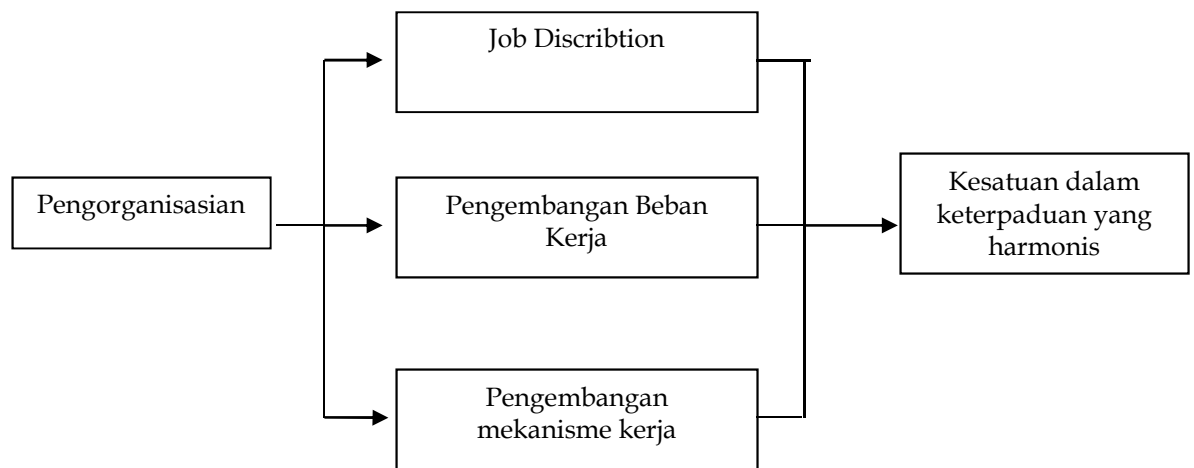 Job Discribtion
Pengorganisasian
Pengembangan Beban
Kerja
Kesatuan dalam
keterpaduan yang
harmonis
Pengembangan
mekanisme kerja